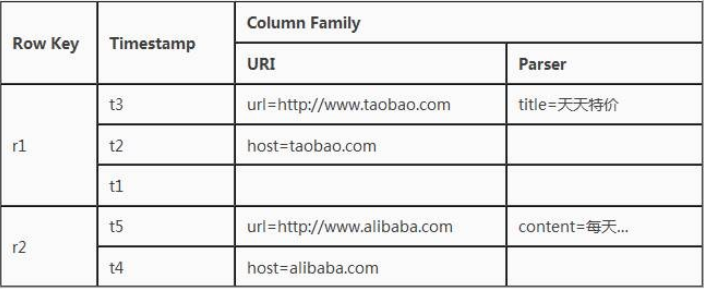 Row Key Timestamp Column Family
URI Parser
r1 t3 url=http://www.taobao.com title=天天特价
t2 host=taobao.com
t1
r2 t5 url=http://www.alibaba.com content=每天...
t4 host=alibaba.com